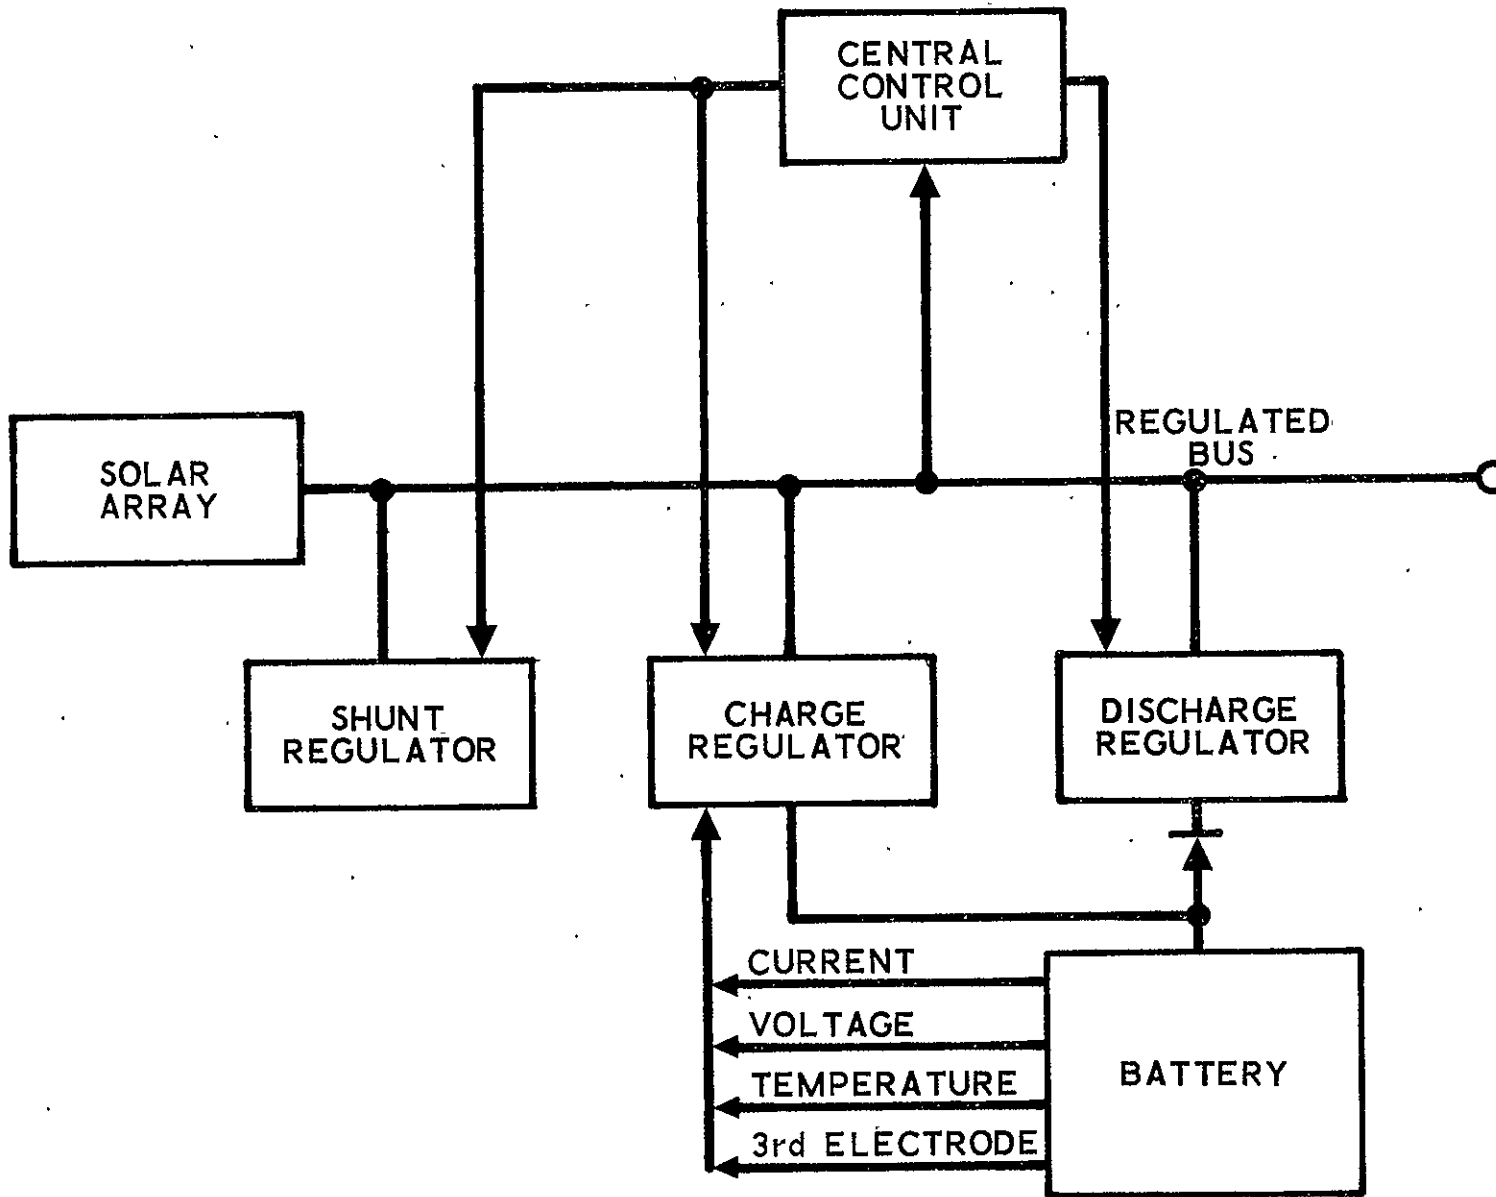 CENTRAL
CONTROL
UNIT
REGULATED
BUS
SOLAR
ARRAY
SHUNT
REGULATOR
CHARGE
REGULATOR
DISCHARGE
REGULATOR
CURRENT
VOLTAGE
TEMPERATURE
3rd ELECTRODE
BATTERY